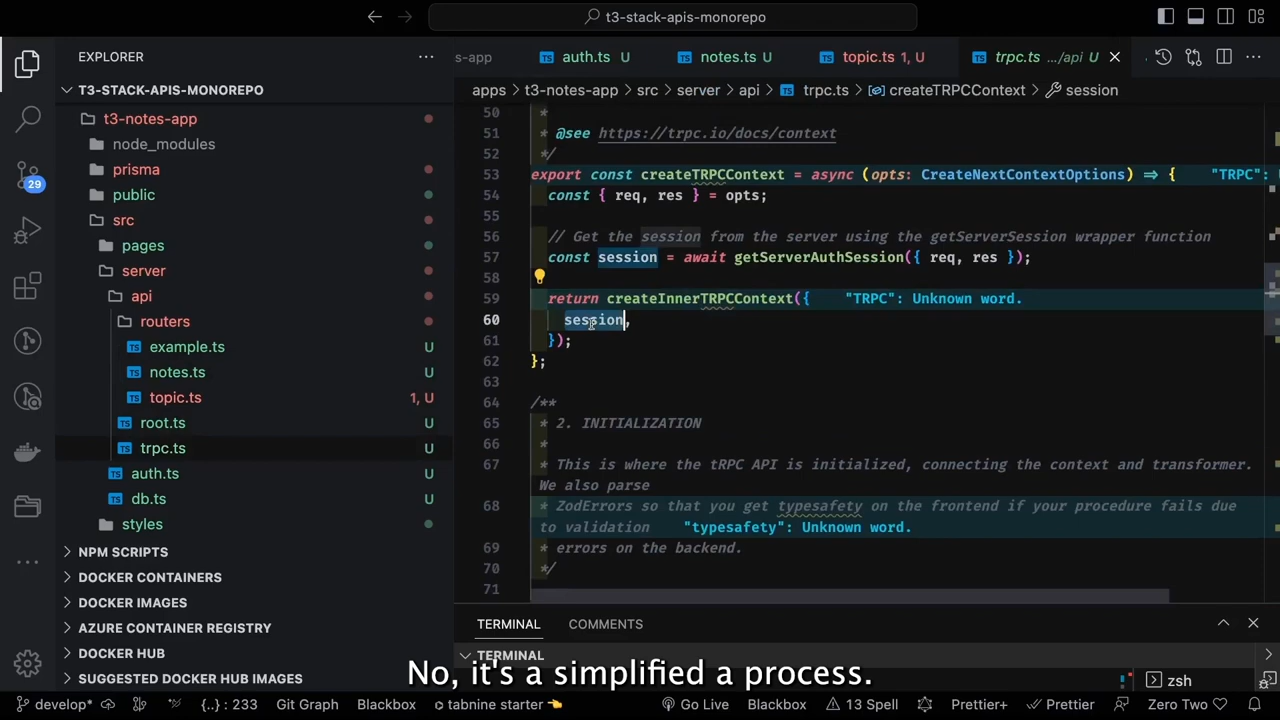 t3-stack-apis-monorepo
EXPLORER
s-app
auth.ts U
notes.ts U
topic.ts 1, U
trpc.ts .../api U
T3-STACK-APIS-MONOREPO
apps > t3-notes-app > src > server > api > trpc.ts > createTRPCContext > session
t3-notes-app
node_modules
prisma
public
src
pages
server
api
routers
example.ts U
notes.ts U
topic.ts 1, U
root.ts U
trpc.ts U
auth.ts U
db.ts U
styles
NPM SCRIPTS
DOCKER CONTAINERS
DOCKER IMAGES
AZURE CONTAINER REGISTRY
DOCKER HUB
SUGGESTED DOCKER HUB IMAGES
29
50 *
51 * @see https://trpc.io/docs/context
52 */
53 export const createTRPCContext = async (opts: CreateNextContextOptions) => { "TRPC": Unknown w
54 const { req, res } = opts;
55
56 // Get the session from the server using the getServerSession wrapper function
57 const session = await getServerAuthSession({ req, res });
58
59 return createInnerTRPCContext({ "TRPC": Unknown word.
60 session,
61 });
62 };
63
64 /**
65 * 2. INITIALIZATION
66 *
67 * This is where the tRPC API is initialized, connecting the context and transformer.
We also parse
68 * ZodErrors so that you get typesafety on the frontend if your procedure fails due
to validation "typesafety": Unknown word.
69 * errors on the backend.
70 */
71
TERMINAL COMMENTS
TERMINAL
zsh
No, it's a simplified a process.
develop* {..} : 233 Git Graph Blackbox tabnine starter Go Live Blackbox 13 Spell Prettier+ Prettier Zero Two